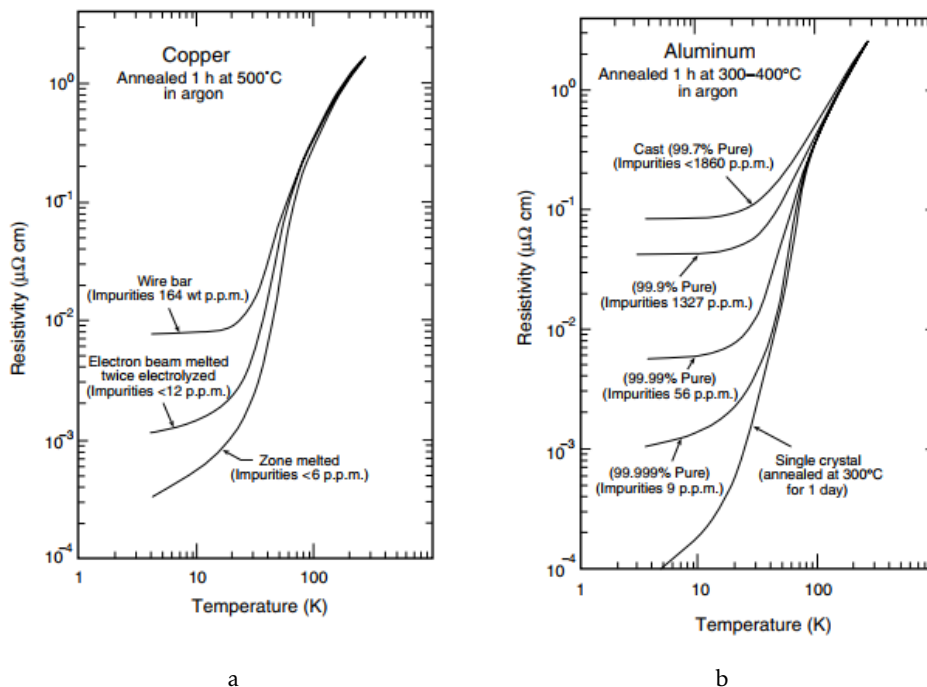 Copper
Annealed 1 h at 500°C
in argon
10⁰
10⁻¹
10⁻²
10⁻³
10⁻⁴
Resistivity (μΩ cm)
Wire bar
(Impurities 164 wt p.p.m.)
Electron beam melted
twice electrolyzed
(Impurities <12 p.p.m.)
Zone melted
(Impurities <6 p.p.m.)
1 10 100
Temperature (K)
a
Aluminum
Annealed 1 h at 300–400°C
in argon
10⁰
10⁻¹
10⁻²
10⁻³
10⁻⁴
Resistivity (μΩ cm)
Cast (99.7% Pure)
(Impurities <1860 p.p.m.)
(99.9% Pure)
(Impurities 1327 p.p.m.)
(99.99% Pure)
(Impurities 56 p.p.m.)
(99.999% Pure)
(Impurities 9 p.p.m.)
Single crystal
(annealed at 300°C
for 1 day)
1 10 100
Temperature (K)
b